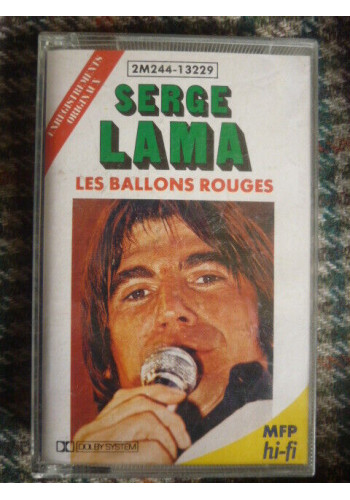 2M244-13229
ENREGISTREMENTS
ORIGINAUX
SERGE
LAMA
LES BALLONS ROUGES
DOLBY SYSTEM
MFP
hi-fi